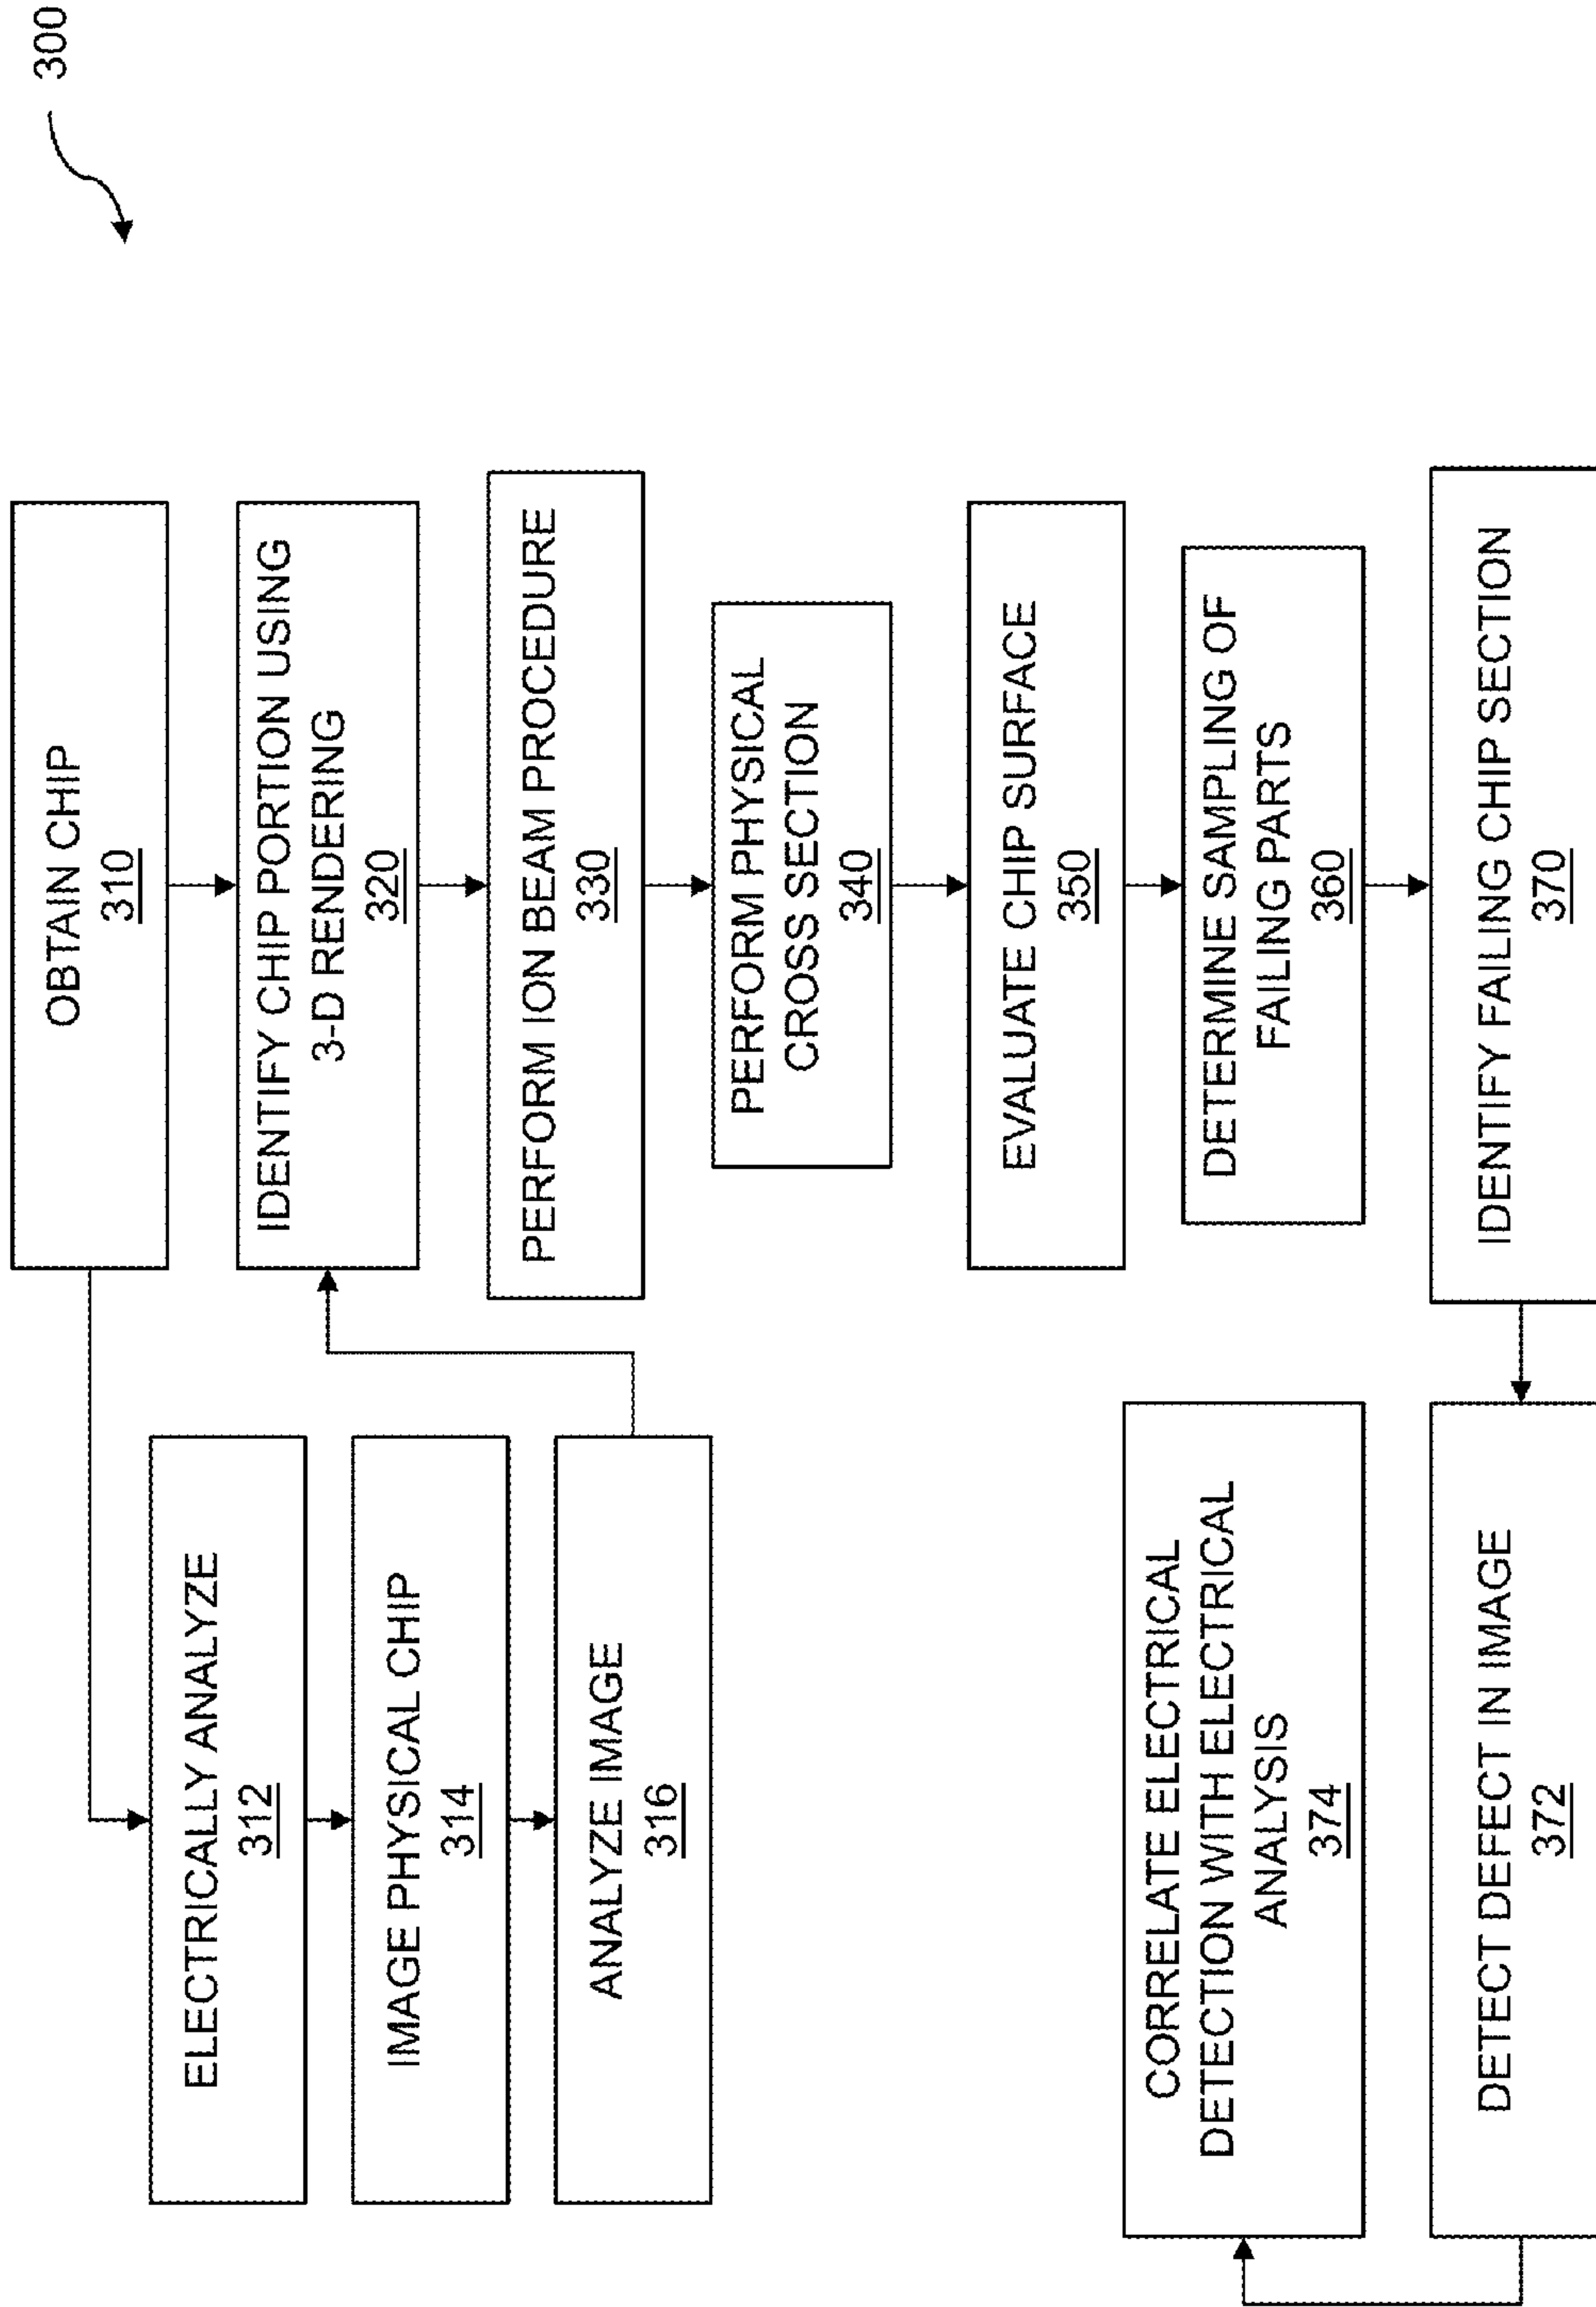 300
OBTAIN CHIP
310
ELECTRICALLY ANALYZE
312
IMAGE PHYSICAL CHIP
314
ANALYZE IMAGE
316
IDENTIFY CHIP PORTION USING
3-D RENDERING
320
PERFORM ION BEAM PROCEDURE
330
PERFORM PHYSICAL
CROSS SECTION
340
EVALUATE CHIP SURFACE
350
DETERMINE SAMPLING OF
FAILING PARTS
360
IDENTIFY FAILING CHIP SECTION
370
DETECT DEFECT IN IMAGE
372
CORRELATE ELECTRICAL
DETECTION WITH ELECTRICAL
ANALYSIS
374